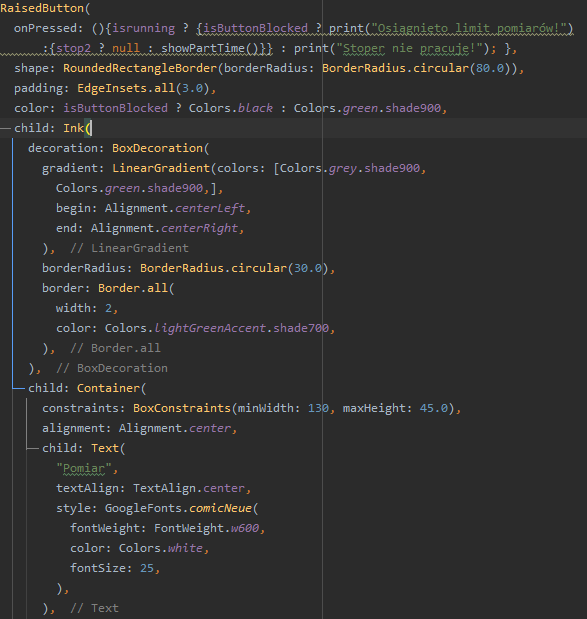 RaisedButton(
onPressed: (){isrunning ? {isButtonBlocked ? print("Osiagnieto limit pomiarów!")
:{stop2 ? null : showPartTime()}} : print("Stoper nie pracuje!"); },
shape: RoundedRectangleBorder(borderRadius: BorderRadius.circular(80.0)),
padding: EdgeInsets.all(3.0),
color: isButtonBlocked ? Colors.black : Colors.green.shade900,
child: Ink(
decoration: BoxDecoration(
gradient: LinearGradient(colors: [Colors.grey.shade900,
Colors.green.shade900,],
begin: Alignment.centerLeft,
end: Alignment.centerRight,
), // LinearGradient
borderRadius: BorderRadius.circular(30.0),
border: Border.all(
width: 2,
color: Colors.lightGreenAccent.shade700,
), // Border.all
), // BoxDecoration
child: Container(
constraints: BoxConstraints(minWidth: 130, maxHeight: 45.0),
alignment: Alignment.center,
child: Text(
"Pomiar",
textAlign: TextAlign.center,
style: GoogleFonts.comicNeue(
fontWeight: FontWeight.w600,
color: Colors.white,
fontSize: 25,
),
), // Text